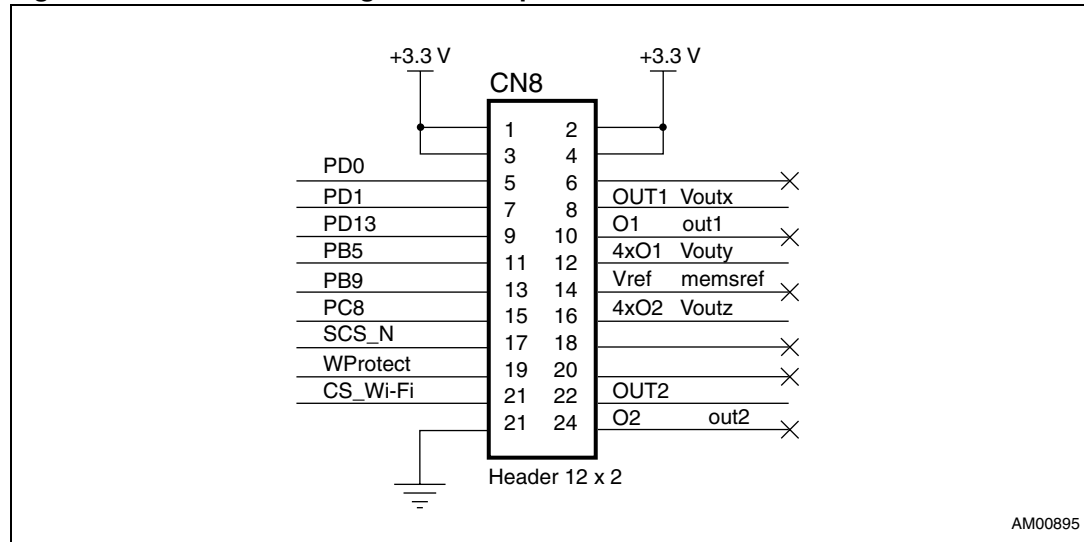 +3.3 V +3.3 V
CN8
1 2
3 4
PD0
5 6
PD1 OUT1 Voutx
7 8
PD13 O1 out1
9 10
PB5 4xO1 Vouty
11 12
PB9 Vref memsref
13 14
PC8 4xO2 Voutz
15 16
SCS_N
17 18
WProtect
19 20
CS_Wi-Fi OUT2
21 22
O2 out2
21 24
Header 12 x 2
AM00895